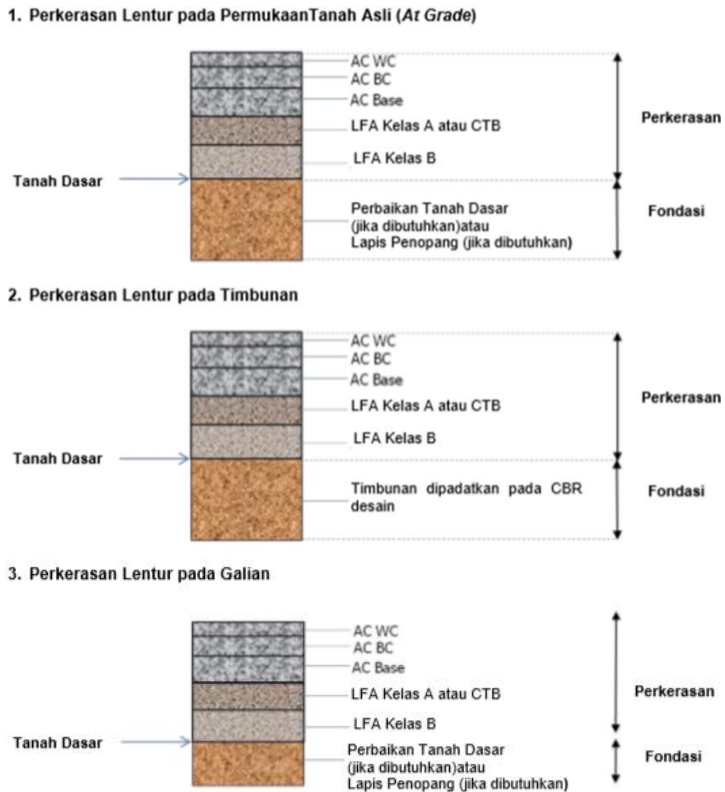 1. Perkerasan Lentur pada PermukaanTanah Asli (At Grade)
AC WC
AC BC
AC Base
Perkerasan
LFA Kelas A atau CTB
LFA Kelas B
Tanah Dasar
Perbaikan Tanah Dasar
(jika dibutuhkan)atau
Lapis Penopang (jika dibutuhkan)
Fondasi
2. Perkerasan Lentur pada Timbunan
AC WC
AC BC
AC Base
Perkerasan
LFA Kelas A atau CTB
LFA Kelas B
Tanah Dasar
Timbunan dipadatkan pada CBR
desain
Fondasi
3. Perkerasan Lentur pada Galian
AC WC
AC BC
AC Base
LFA Kelas A atau CTB
Perkerasan
LFA Kelas B
Tanah Dasar
Perbaikan Tanah Dasar
(jika dibutuhkan)atau
Lapis Penopang (jika dibutuhkan)
Fondasi